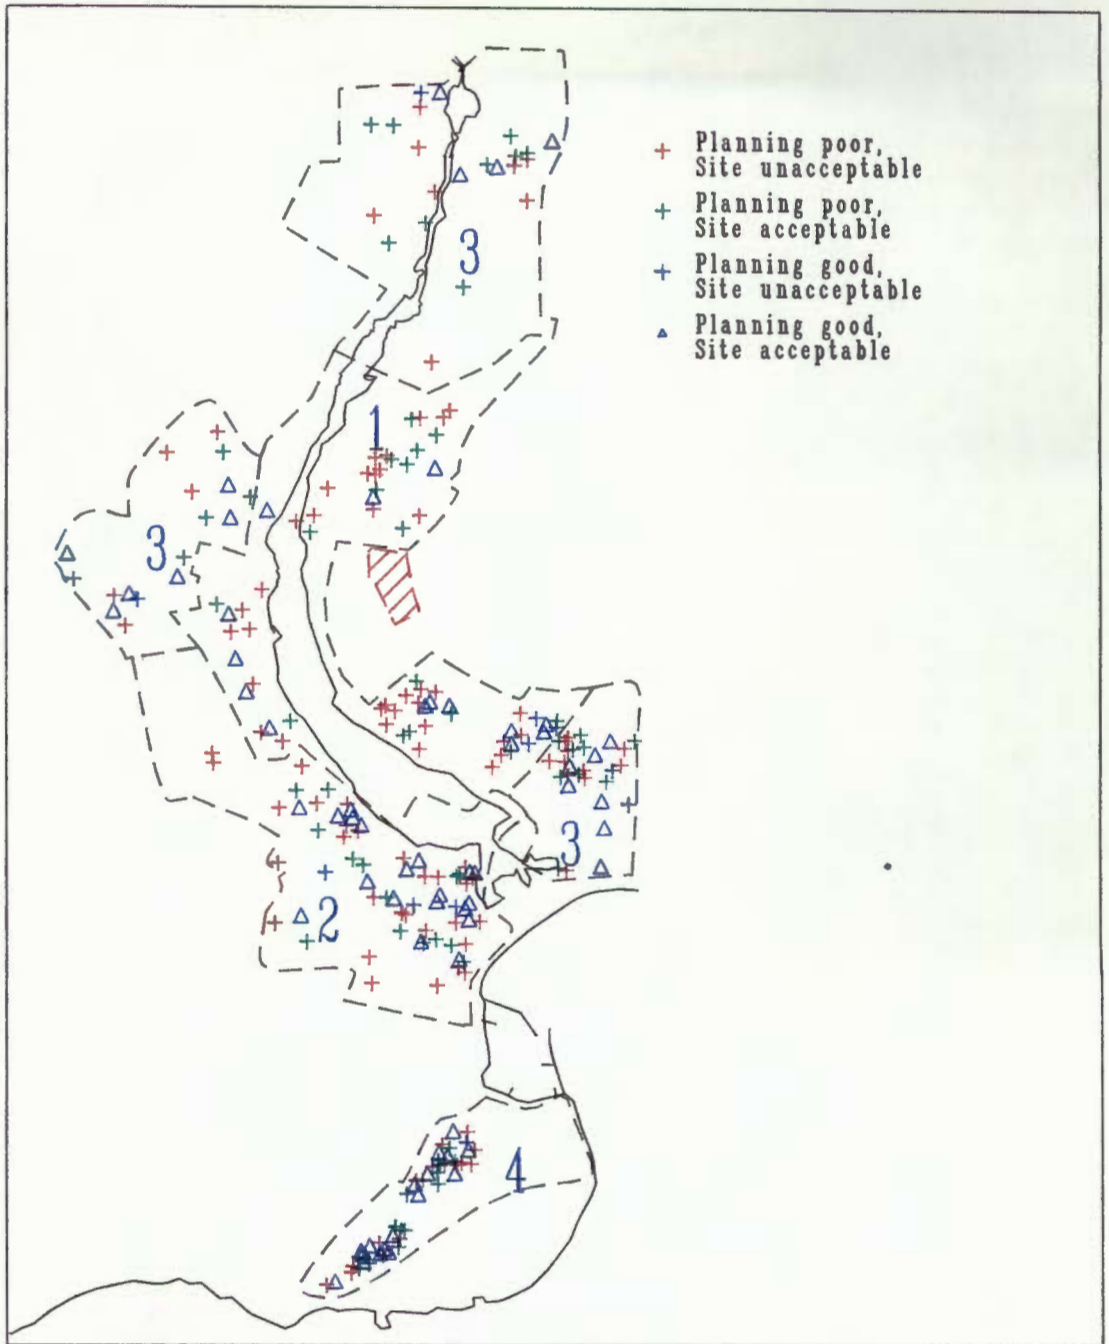 Planning poor,
Site unacceptable
Planning poor,
Site acceptable
Planning good,
Site unacceptable
Planning good,
Site acceptable
3
1
3
3
2
4